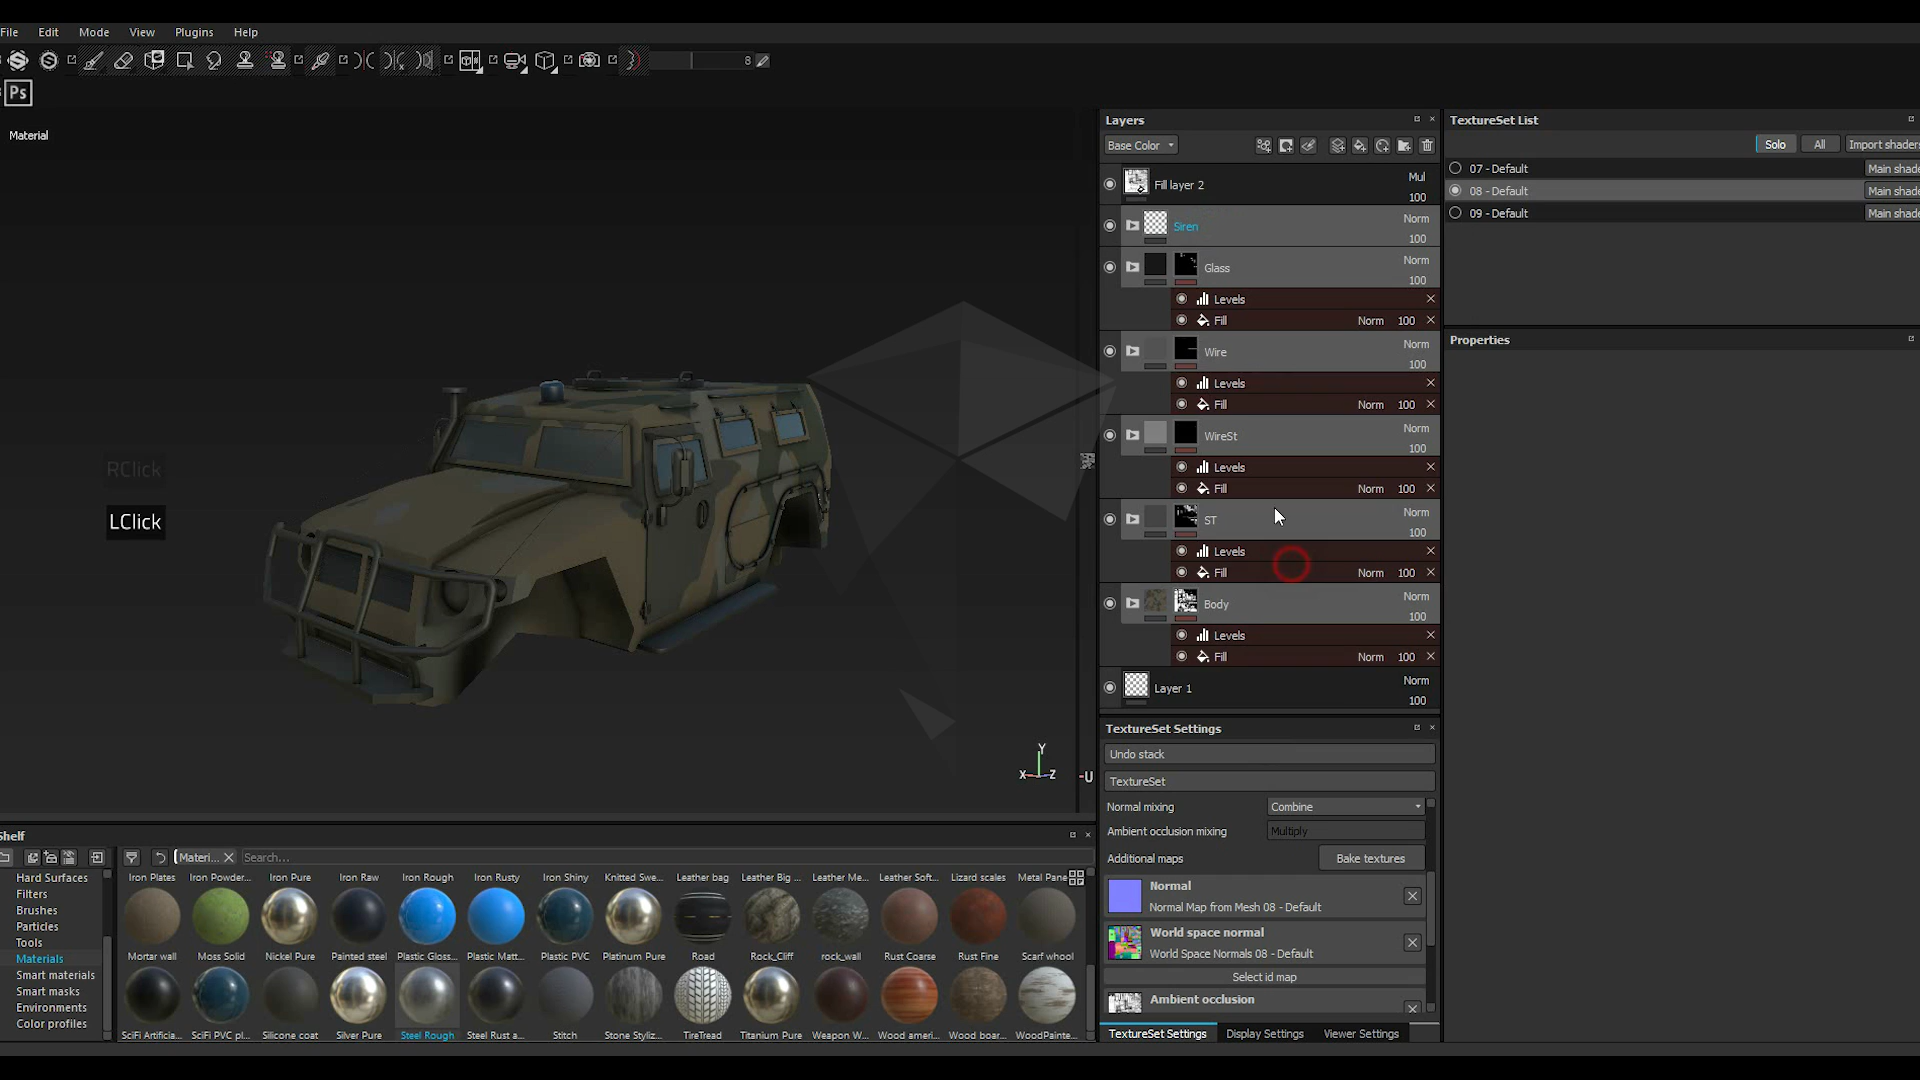 File Edit Mode View Plugins Help
8
Ps
Material
RClick
LClick
Y
X Z
-U
Layers
Base Color
Fill layer 2 Mul 100
Siren Norm 100
Glass Norm 100
Levels
Fill Norm 100
Wire Norm 100
Levels
Fill Norm 100
WireSt Norm 100
Levels
Fill Norm 100
ST Norm 100
Levels
Fill Norm 100
Body Norm 100
Levels
Fill Norm 100
Layer 1 Norm 100
TextureSet List
Solo All Import shaders
07 - Default Main shade
08 - Default Main shade
09 - Default Main shade
Properties
TextureSet Settings
Undo stack
TextureSet
Normal mixing Combine
Ambient occlusion mixing Multiply
Additional maps Bake textures
Normal
Normal Map from Mesh 08 - Default
World space normal
World Space Normals 08 - Default
Select id map
Ambient occlusion
TextureSet Settings Display Settings Viewer Settings
Shelf
Materi... Search...
Hard Surfaces
Filters
Brushes
Particles
Tools
Materials
Smart materials
Smart masks
Environments
Color profiles
Iron Plates Iron Powder... Iron Pure Iron Raw Iron Rough Iron Rusty Iron Shiny Knitted Swe... Leather bag Leather Big ... Leather Me... Leather Soft... Lizard scales Metal Pane
Mortar wall Moss Solid Nickel Pure Painted steel Plastic Gloss... Plastic Matt... Plastic PVC Platinum Pure Road Rock_Cliff rock_wall Rust Coarse Rust Fine Scarf whool
SciFi Artificia... SciFi PVC pl... Silicone coat Silver Pure Steel Rough Steel Rust a... Stitch Stone Styliz... TireTread Titanium Pure Weapon W... Wood ameri... Wood boar... WoodPainte...